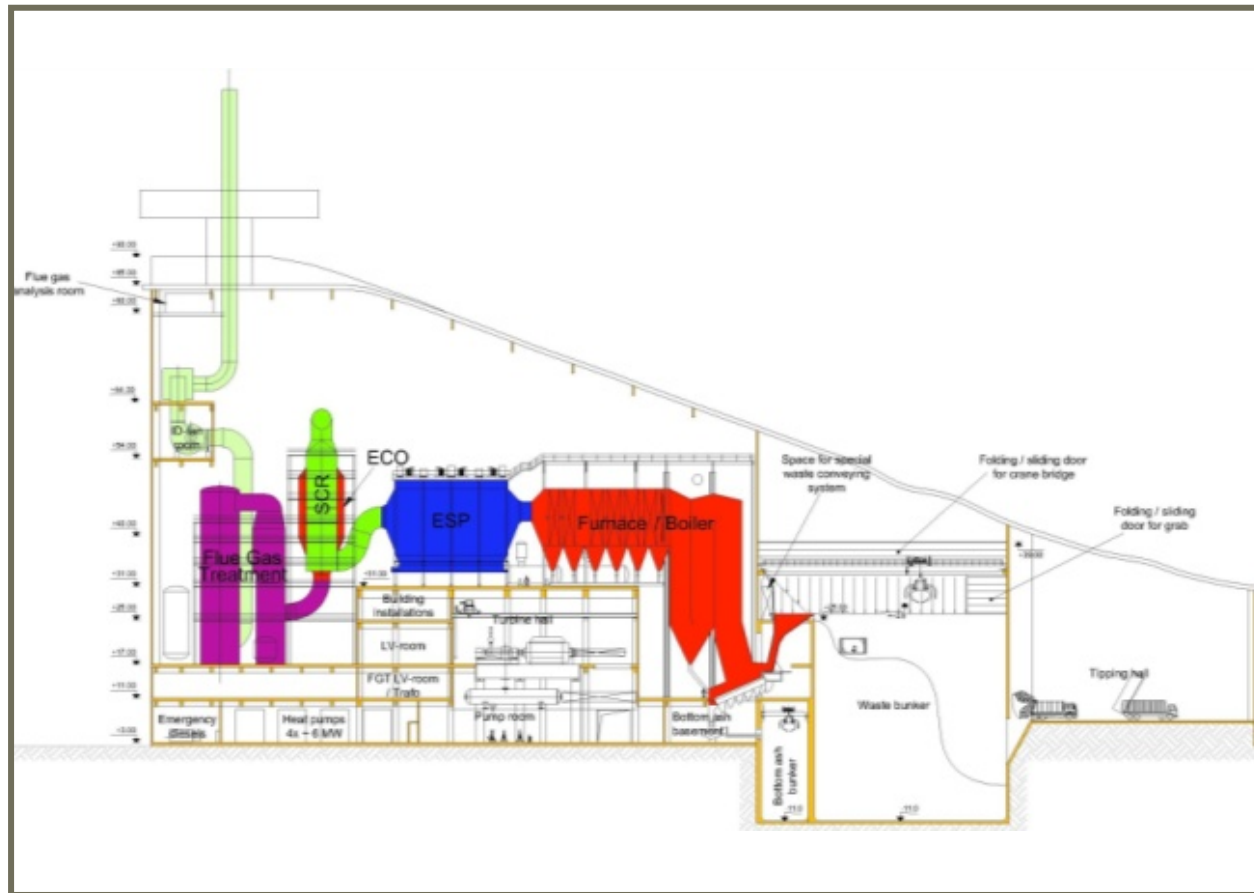 Flue gas
analysis room
ID-fan
room
SCR
ECO
ESP
Furnace / Boiler
Flue Gas
Treatment
Space for special
waste conveying
system
Folding / sliding door
for crane bridge
Folding / sliding
door for grab
Building
installations
Turbine hall
LV-room
FGT LV-room
/ Trafo
Emergency
diesels
Heat pumps
4x ~ 6 MW
Pump room
Bottom ash
basement
Bottom ash
bunker
Waste bunker
Tipping hall